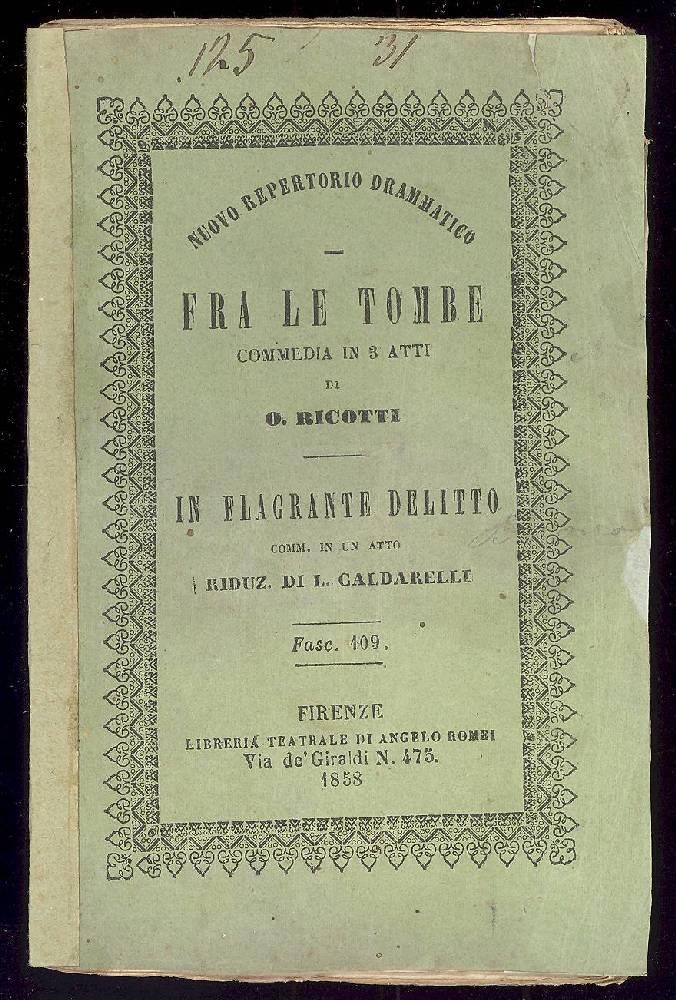 125 31
NUOVO REPERTORIO DRAMMATICO
FRA LE TOMBE
COMMEDIA IN 3 ATTI
DI
O. RICOTTI
IN FLAGRANTE DELITTO
COMM. IN UN ATTO
RIDUZ. DI L. CALDARELLI
Fasc. 109.
FIRENZE
LIBRERIA TEATRALE DI ANGELO ROMEI
Via de' Giraldi N. 475.
1858